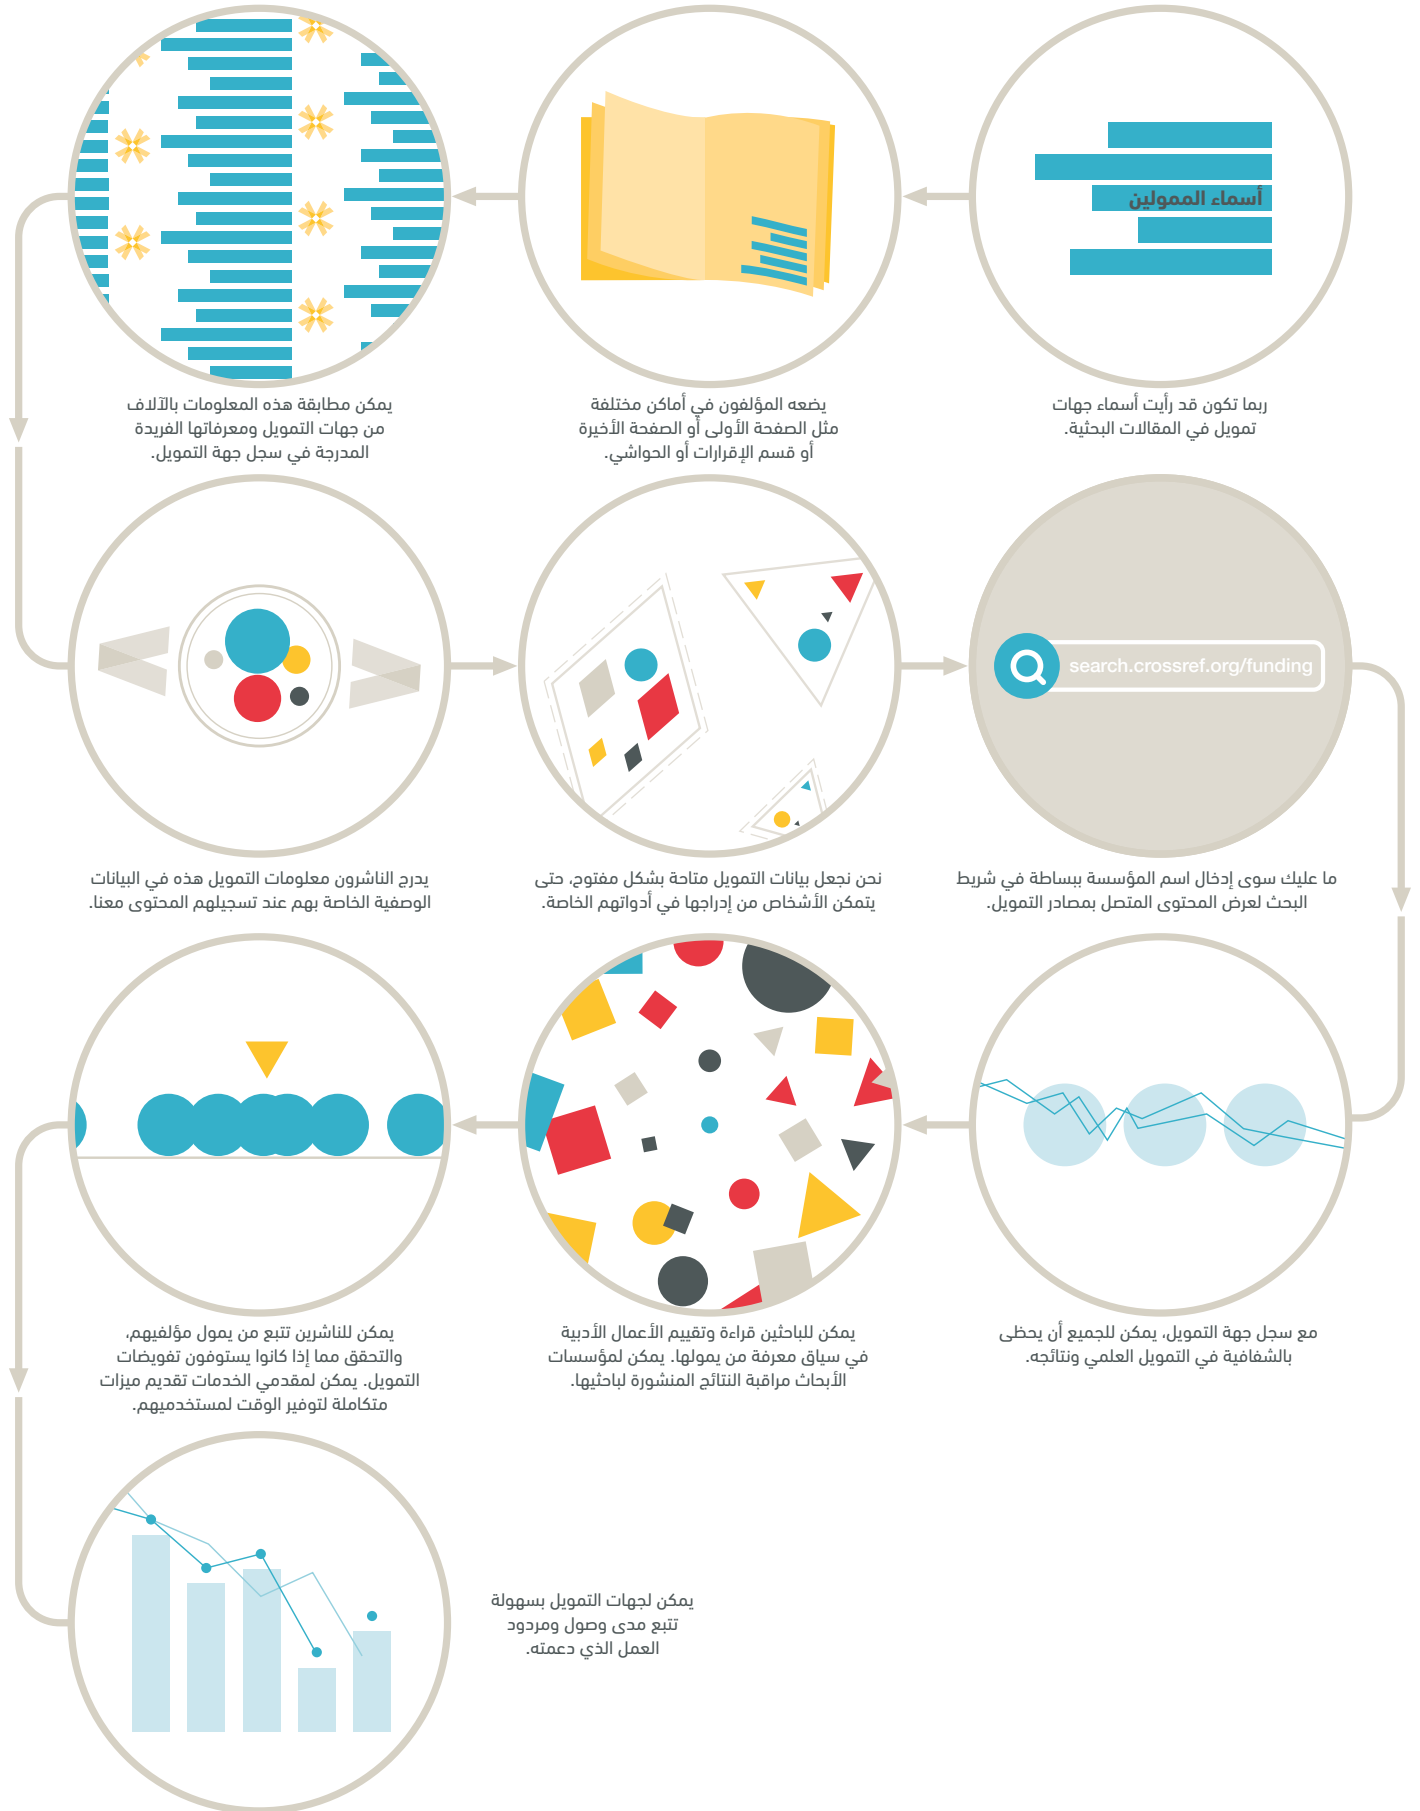 أسماء الممولين
ربما تكون قد رأيت أسماء جهات
تمويل في المقالات البحثية.
يضعه المؤلفون في أماكن مختلفة
مثل الصفحة الأولى أو الصفحة الأخيرة
أو قسم الإقرارات أو الحواشي.
يمكن مطابقة هذه المعلومات بالآلاف
من جهات التمويل ومعرفاتها الفريدة
المدرجة في سجل جهة التمويل.
يدرج الناشرون معلومات التمويل هذه في البيانات
الوصفية الخاصة بهم عند تسجيلهم المحتوى معنا.
نحن نجعل بيانات التمويل متاحة بشكل مفتوح، حتى
يتمكن الأشخاص من إدراجها في أدواتهم الخاصة.
search.crossref.org/funding
ما عليك سوى إدخال اسم المؤسسة ببساطة في شريط
البحث لعرض المحتوى المتصل بمصادر التمويل.
مع سجل جهة التمويل، يمكن للجميع أن يحظى
بالشفافية في التمويل العلمي ونتائجه.
يمكن للباحثين قراءة وتقييم الأعمال الأدبية
في سياق معرفة من يمولها. يمكن لمؤسسات
الأبحاث مراقبة النتائج المنشورة لباحثيها.
يمكن للناشرين تتبع من يمول مؤلفيهم،
والتحقق مما إذا كانوا يستوفون تفويضات
التمويل. يمكن لمقدمي الخدمات تقديم ميزات
متكاملة لتوفير الوقت لمستخدميهم.
يمكن لجهات التمويل بسهولة
تتبع مدى وصول ومردود
العمل الذي دعمته.